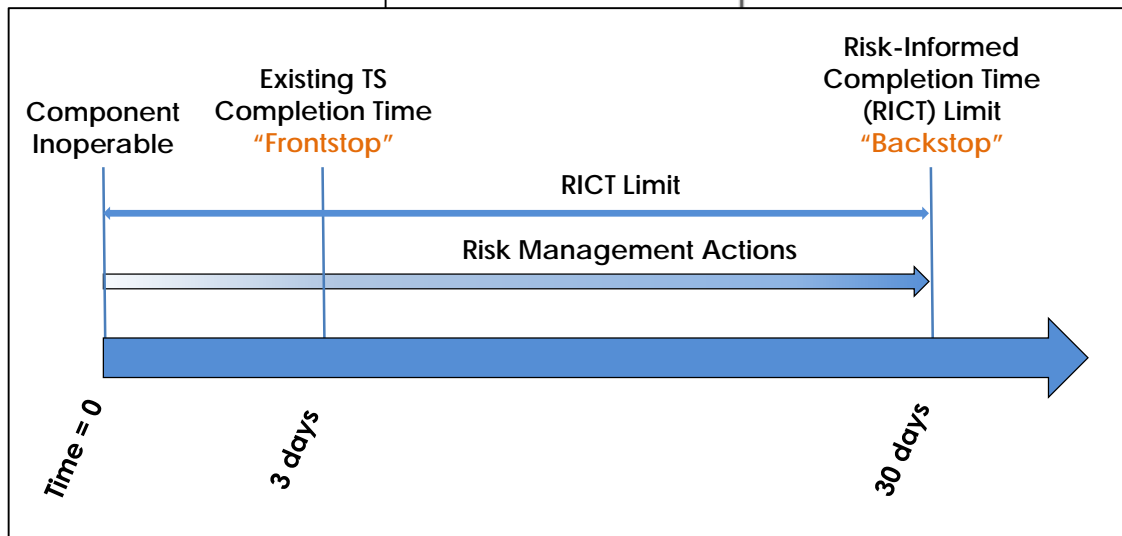 Component
Inoperable
Existing TS
Completion Time
“Frontstop”
Risk-Informed
Completion Time
(RICT) Limit
“Backstop”
RICT Limit
Risk Management Actions
Time = 0
3 days
30 days